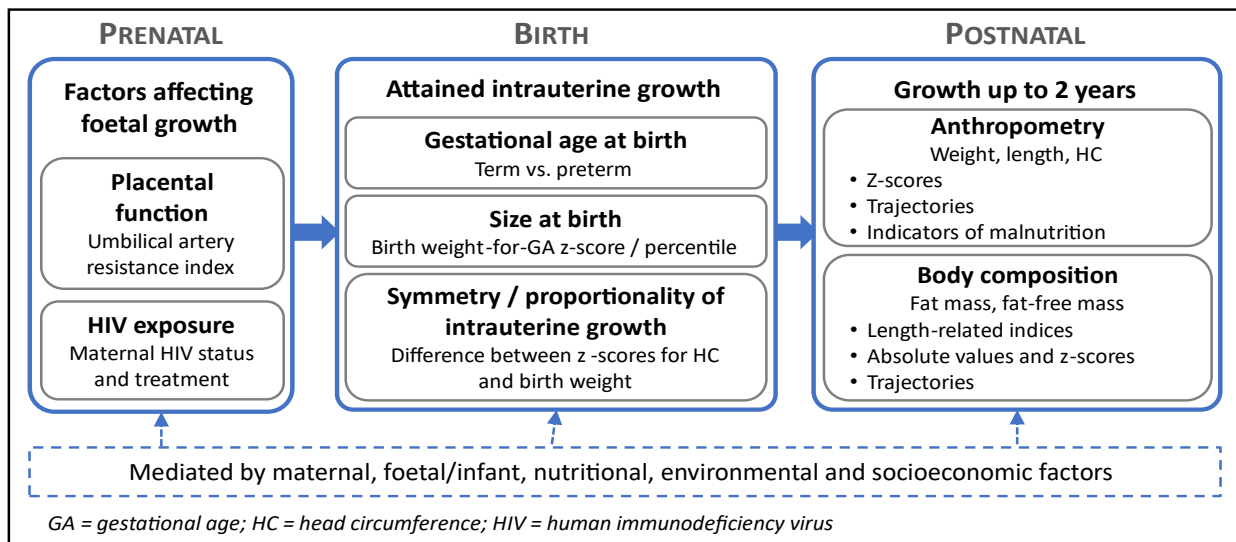 PRENATAL
Factors affecting
foetal growth
Placental
function
Umbilical artery
resistance index
HIV exposure
Maternal HIV status
and treatment
BIRTH
Attained intrauterine growth
Gestational age at birth
Term vs. preterm
Size at birth
Birth weight-for-GA z-score / percentile
Symmetry / proportionality of
intrauterine growth
Difference between z -scores for HC
and birth weight
POSTNATAL
Growth up to 2 years
Anthropometry
Weight, length, HC
• Z-scores
• Trajectories
• Indicators of malnutrition
Body composition
Fat mass, fat-free mass
• Length-related indices
• Absolute values and z-scores
• Trajectories
Mediated by maternal, foetal/infant, nutritional, environmental and socioeconomic factors
GA = gestational age; HC = head circumference; HIV = human immunodeficiency virus